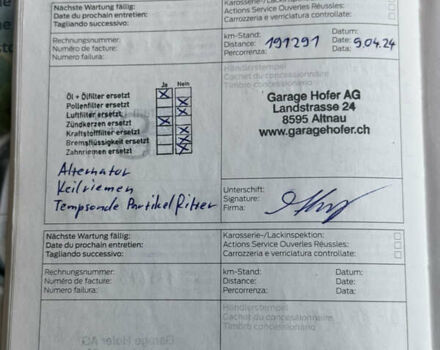 Nächste Wartung fällig:
Date du prochain entretien:
Tagliando successivo:
Karosserie-/Lackinspektion:
Actions Service Ouveries Réussies:
Carrozzeria e verniciatura controllate:
Rechnungsnummer:
Numéro de facture:
Numero failura:
km-Stand: Datum:
Distance: 191291 Date: 9.04.24
Percorrenza: Data:
Händlerstempel
Cachet du concessionnaire
Timbro concessionario
Ja Nein
Öl + Ölfilter ersetzt
Pollenfilter ersetzt
Luftfilter ersetzt
Zündkerzen ersetzt
Kraftstofffilter ersetzt
Bremsflüssigkeit ersetzt
Zahnriemen ersetzt
Garage Hofer AG
Landstrasse 24
8595 Altnau
www.garagehofer.ch
Alternator
Keilriemen
Tempsonde Partikelfilter
Unterschrift:
Signature:
Firma:
Nächste Wartung fällig:
Date du prochain entretien:
Tagliando successivo:
Karosserie-/Lackinspektion:
Actions Service Ouveries Réussies:
Carrozzeria e verniciatura controllate:
Rechnungsnummer:
Numéro de facture:
Numero failura:
km-Stand: Datum:
Distance: Date:
Percorrenza: Data:
Händlerstempel
Cachet du concessionnaire
Timbro concessionario